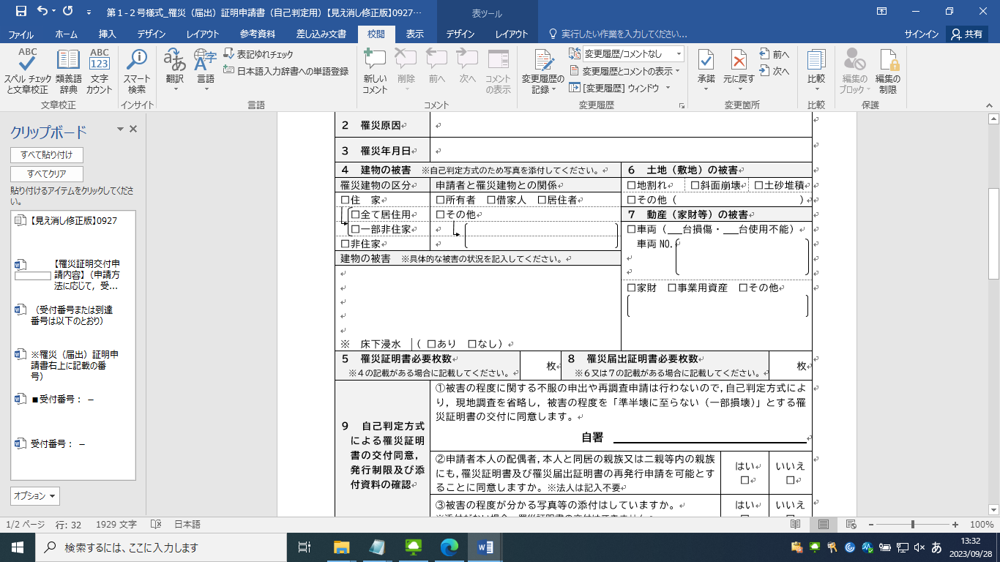 第１-２号様式_罹災（届出）証明申請書（自己判定用）【見え消し修正版】0927…
表ツール
ファイル ホーム 挿入 デザイン レイアウト 参考資料 差し込み文書 校閲 表示 デザイン レイアウト 実行したい作業を入力してください... サインイン 共有
スペル チェックと文章校正
類義語辞典
文字カウント
文章校正
スマート検索
インサイト
翻訳
言語
表記ゆれチェック
日本語入力辞書への単語登録
言語
新しいコメント
削除
前へ
次へ
コメントの表示
コメント
変更履歴の記録
変更履歴/コメントなし
変更履歴とコメントの表示
[変更履歴] ウィンドウ
変更履歴
承諾
元に戻す
前へ
次へ
変更箇所
比較
比較
編集のブロック
編集の制限
保護
クリップボード
すべて貼り付け
すべてクリア
貼り付けるアイテムをクリックしてください。
【見え消し修正版】0927
【罹災証明交付申請内容】（申請方法に応じて，受...
（受付番号または到達番号は以下のとおり）
※罹災（届出）証明申請書右上に記載の番号）
■受付番号： －
受付番号： －
オプション
２　罹災原因
３　罹災年月日
４　建物の被害　※自己判定方式のため写真を添付してください。
罹災建物の区分　申請者と罹災建物との関係
□住　家　□所有者　□借家人　□居住者
□全て居住用　□その他
□一部非住家
□非住家
建物の被害　※具体的な被害の状況を記入してください。
※　床下浸水　（ □あり　□なし）
６　土地（敷地）の被害
□地割れ　□斜面崩壊　□土砂堆積
□その他（　）
７　動産（家財等）の被害
□車両（___台損傷・___台使用不能）
車両 NO.
□家財　□事業用資産　□その他
５　罹災証明書必要枚数　枚
※４の記載がある場合に記載してください。
８　罹災届出証明書必要枚数　枚
※６又は７の記載がある場合に記載してください。
９　自己判定方式
による罹災証明
書の交付同意，
発行制限及び添
付資料の確認
①被害の程度に関する不服の申出や再調査申請は行わないので，自己判定方式によ
り，現地調査を省略し，被害の程度を「準半壊に至らない（一部損壊）」とする罹
災証明書の交付に同意します。
自署
②申請者本人の配偶者，本人と同居の親族又は二親等内の親族
にも，罹災証明書及び罹災届出証明書の再発行申請を可能とす
ることに同意しますか。※法人は記入不要
はい　いいえ
□　□
③被害の程度が分かる写真等の添付はしていますか。
はい　いいえ
1/2 ページ　行: 32　1929 文字　日本語　100%
検索するには、ここに入力します
あ
13:32
2023/09/28